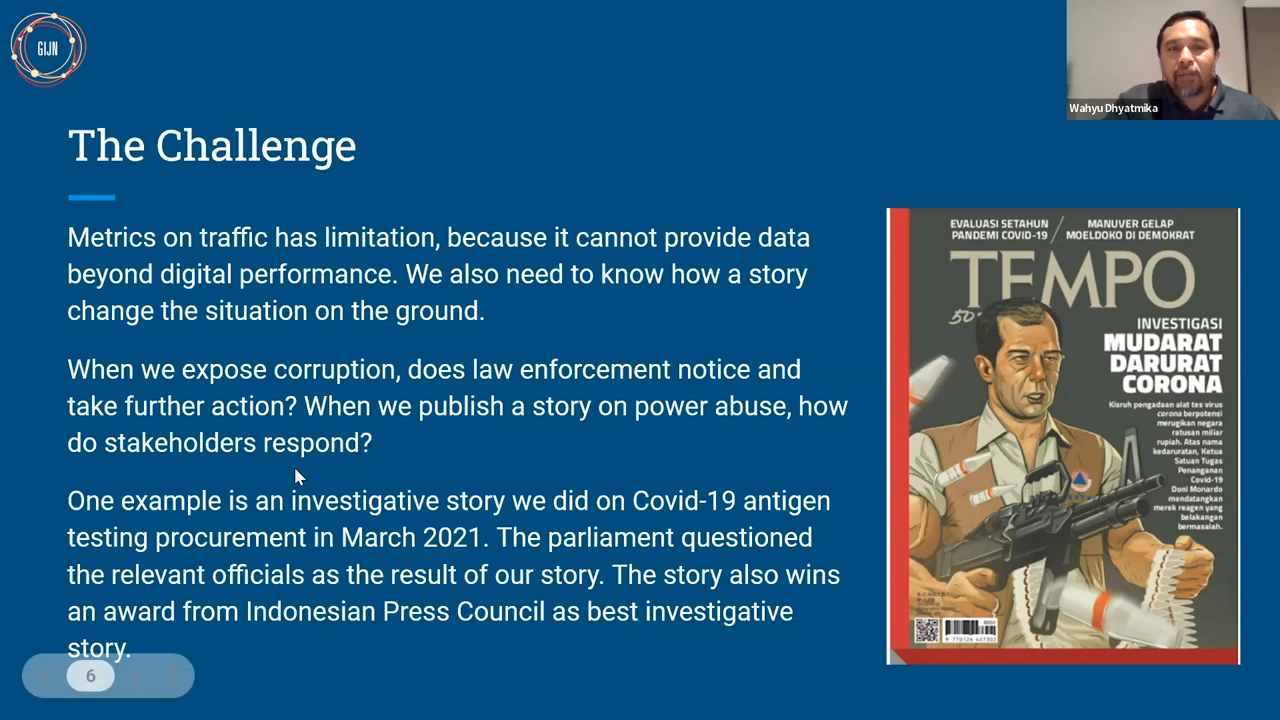 GIJN
Wahyu Dhyatmika
The Challenge
Metrics on traffic has limitation, because it cannot provide data
beyond digital performance. We also need to know how a story
change the situation on the ground.
When we expose corruption, does law enforcement notice and
take further action? When we publish a story on power abuse, how
do stakeholders respond?
One example is an investigative story we did on Covid-19 antigen
testing procurement in March 2021. The parliament questioned
the relevant officials as the result of our story. The story also wins
an award from Indonesian Press Council as best investigative
story.
6
EVALUASI SETAHUN
PANDEMI COVID-19
MANUVER GELAP
MOELDOKO DI DEMOKRAT
TEMPO
INVESTIGASI
MUDARAT
DARURAT
CORONA
Kisruh pengadaan alat tes virus
corona berpotensi
merugikan negara
ratusan miliar
rupiah. Atas nama
kedaruratan, Ketua
Satuan Tugas
Penanganan
Covid-19
Doni Monardo
mendatangkan
merek reagen yang
belakangan
bermasalah.